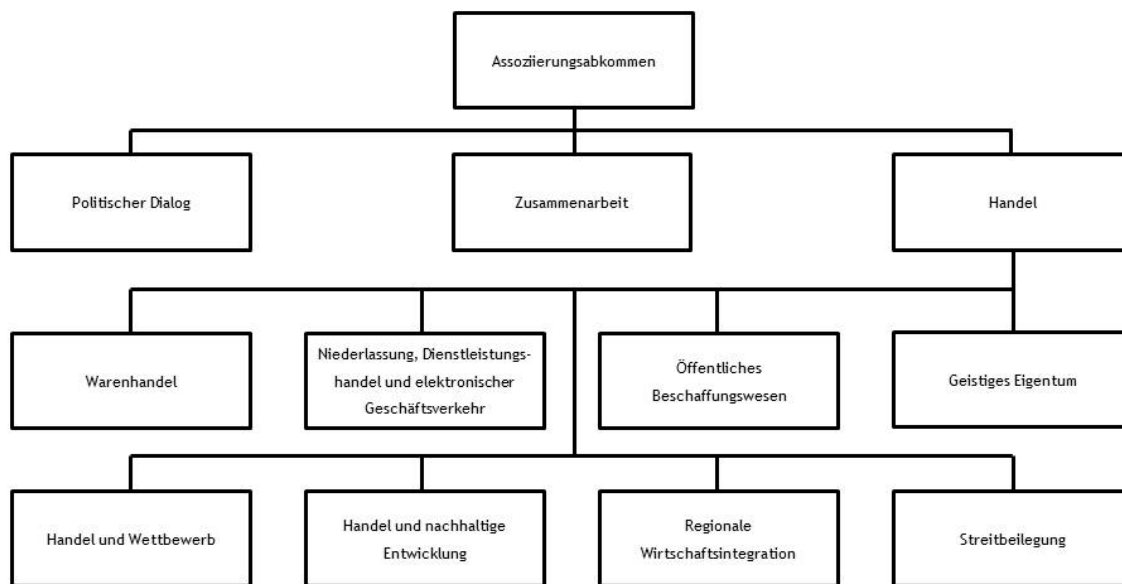 Assoziierungsabkommen
Politischer Dialog
Zusammenarbeit
Handel
Warenhandel
Niederlassung, Dienstleistungs-
handel und elektronischer
Geschäftsverkehr
Öffentliches
Beschaffungswesen
Geistiges Eigentum
Handel und Wettbewerb
Handel und nachhaltige
Entwicklung
Regionale
Wirtschaftsintegration
Streitbeilegung